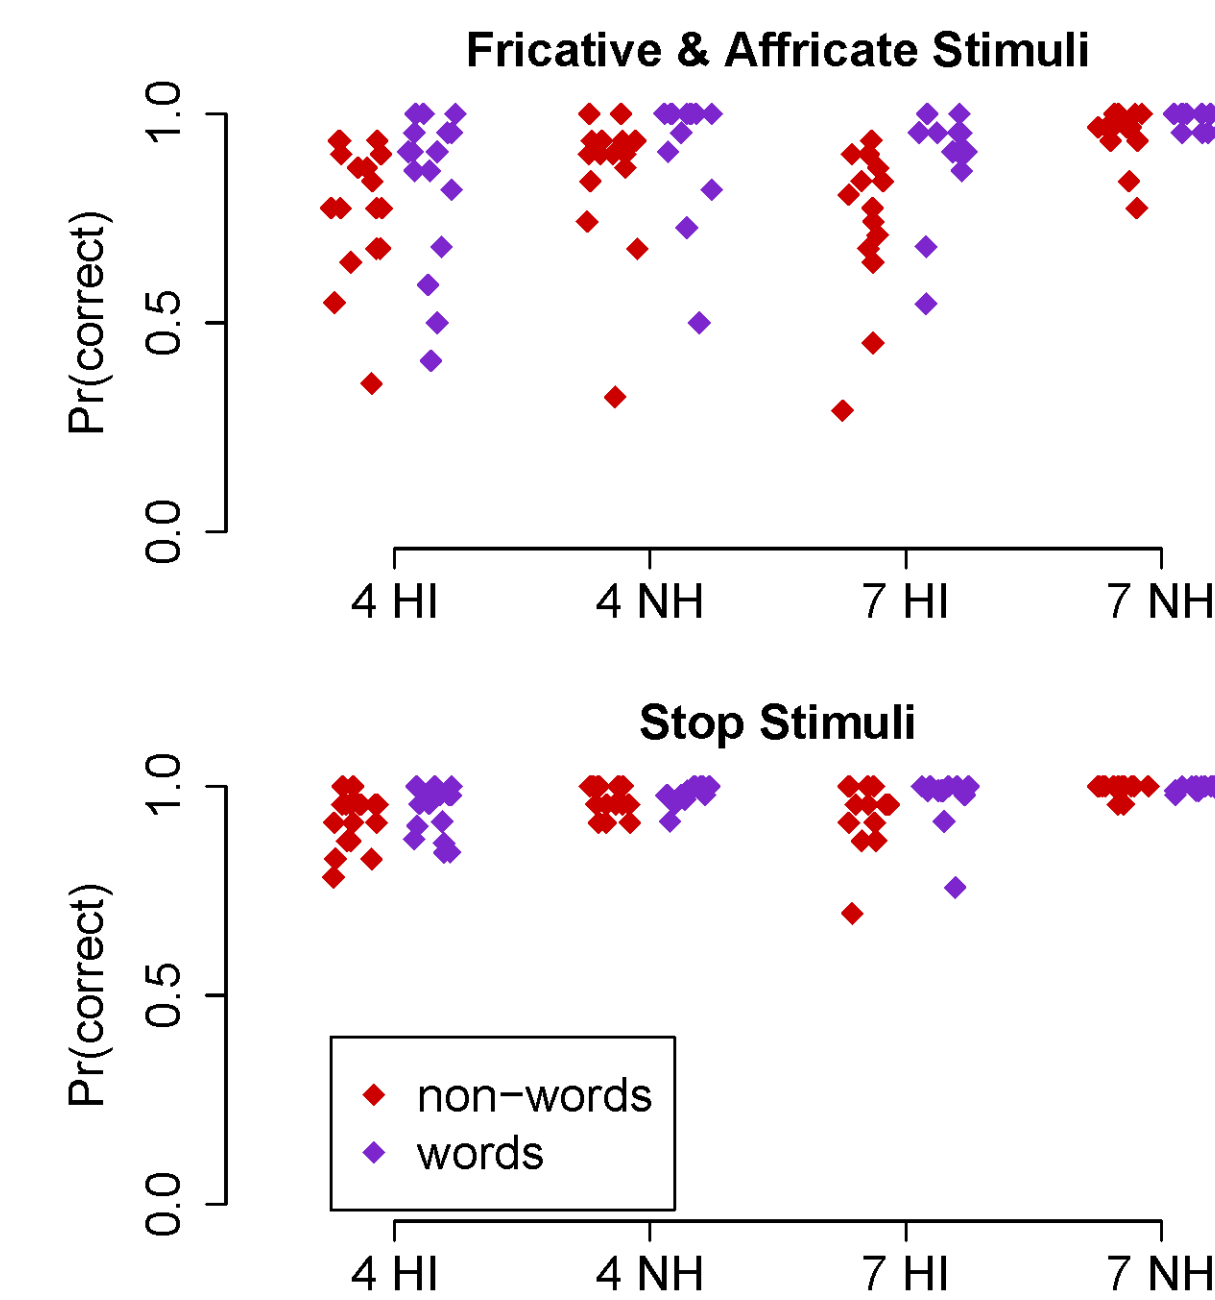 Fricative & Affricate Stimuli
Pr(correct)
1.0
0.5
0.0
4 HI 4 NH 7 HI 7 NH
Stop Stimuli
Pr(correct)
1.0
0.5
0.0
non-words
words
4 HI 4 NH 7 HI 7 NH